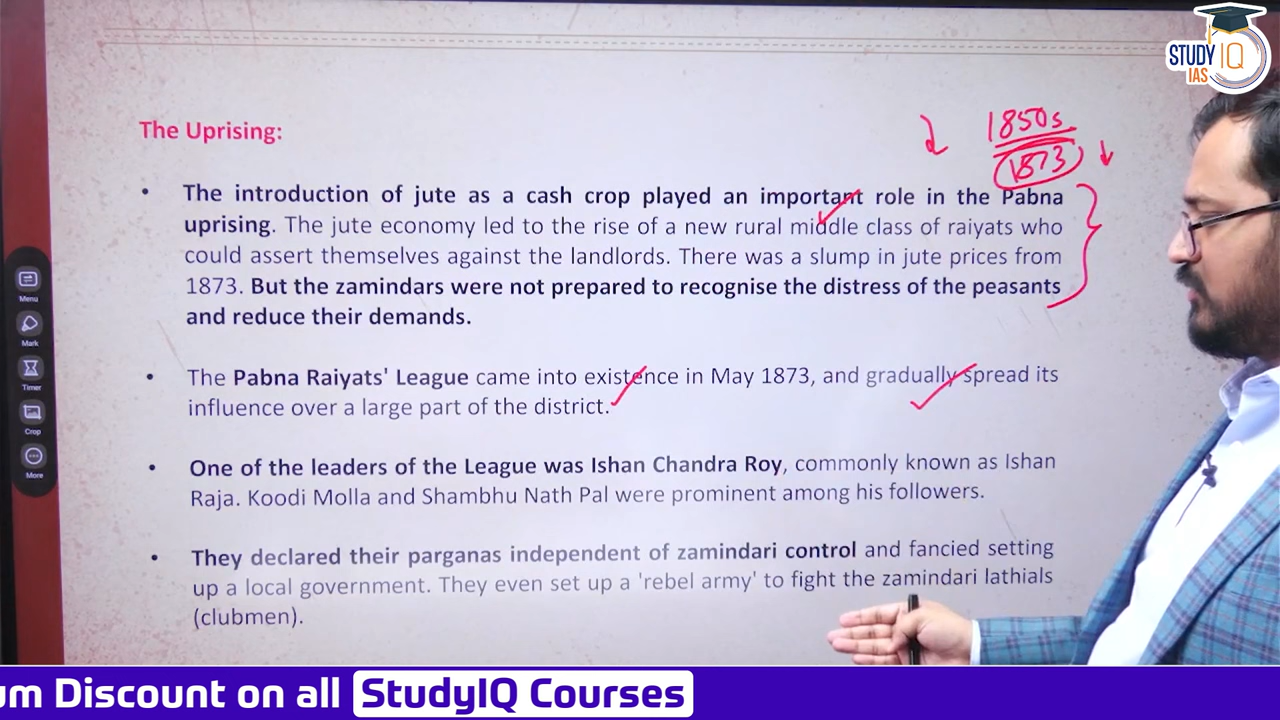 STUDY IQ
IAS
1850s
1873
The Uprising:
• The introduction of jute as a cash crop played an important role in the Pabna
uprising. The jute economy led to the rise of a new rural middle class of raiyats who
could assert themselves against the landlords. There was a slump in jute prices from
1873. But the zamindars were not prepared to recognise the distress of the peasants
and reduce their demands.
• The Pabna Raiyats' League came into existence in May 1873, and gradually spread its
influence over a large part of the district.
• One of the leaders of the League was Ishan Chandra Roy, commonly known as Ishan
Raja. Koodi Molla and Shambhu Nath Pal were prominent among his followers.
• They declared their parganas independent of zamindari control and fancied setting
up a local government. They even set up a 'rebel army' to fight the zamindari lathials
(clubmen).
Menu
Mark
Timer
Crop
More
um Discount on all StudyIQ Courses